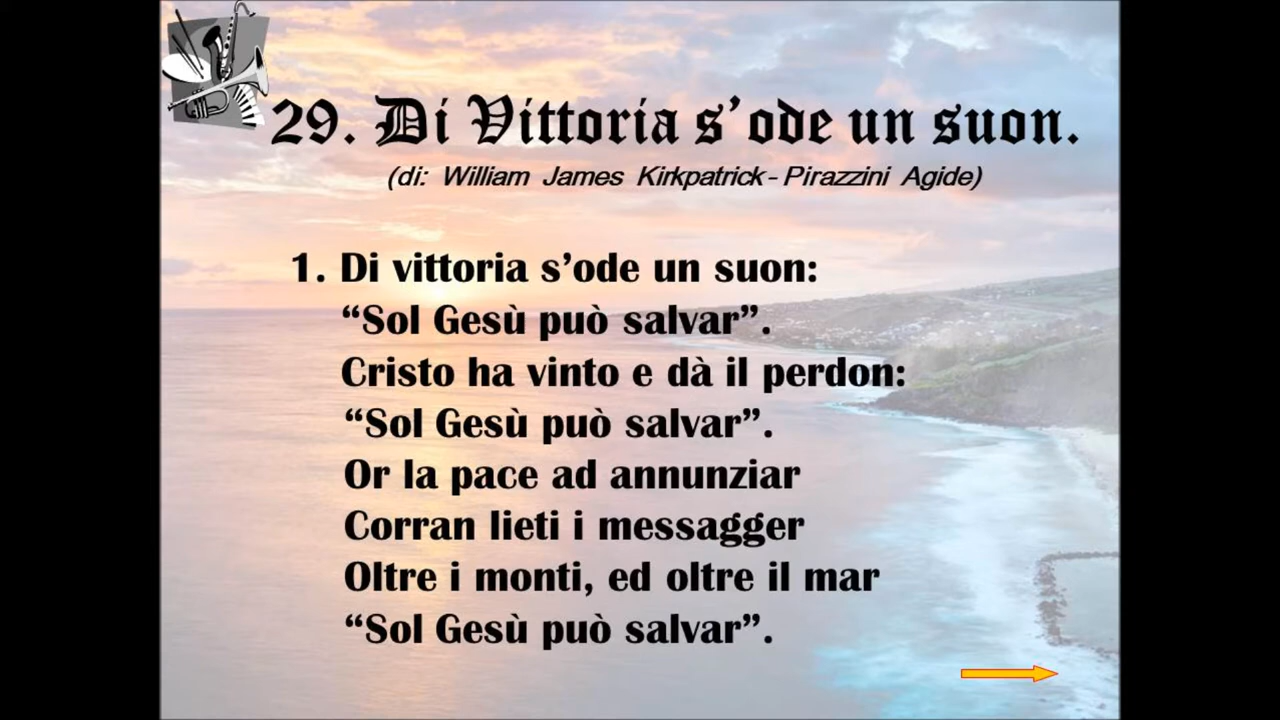 29. Di Vittoria s’ode un suon.
(di: William James Kirkpatrick - Pirazzini Agide)
1. Di vittoria s’ode un suon:
“Sol Gesù può salvar”.
Cristo ha vinto e dà il perdon:
“Sol Gesù può salvar”.
Or la pace ad annunziar
Corran lieti i messagger
Oltre i monti, ed oltre il mar
“Sol Gesù può salvar”.